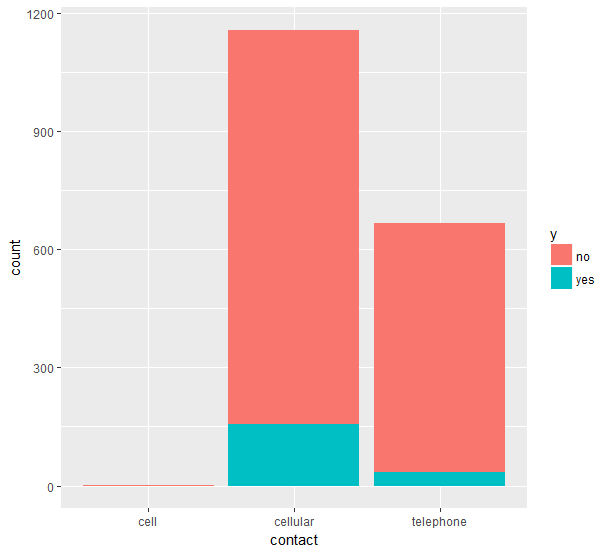 1200
900
600
300
0
count
cell
cellular
telephone
contact
y
no
yes